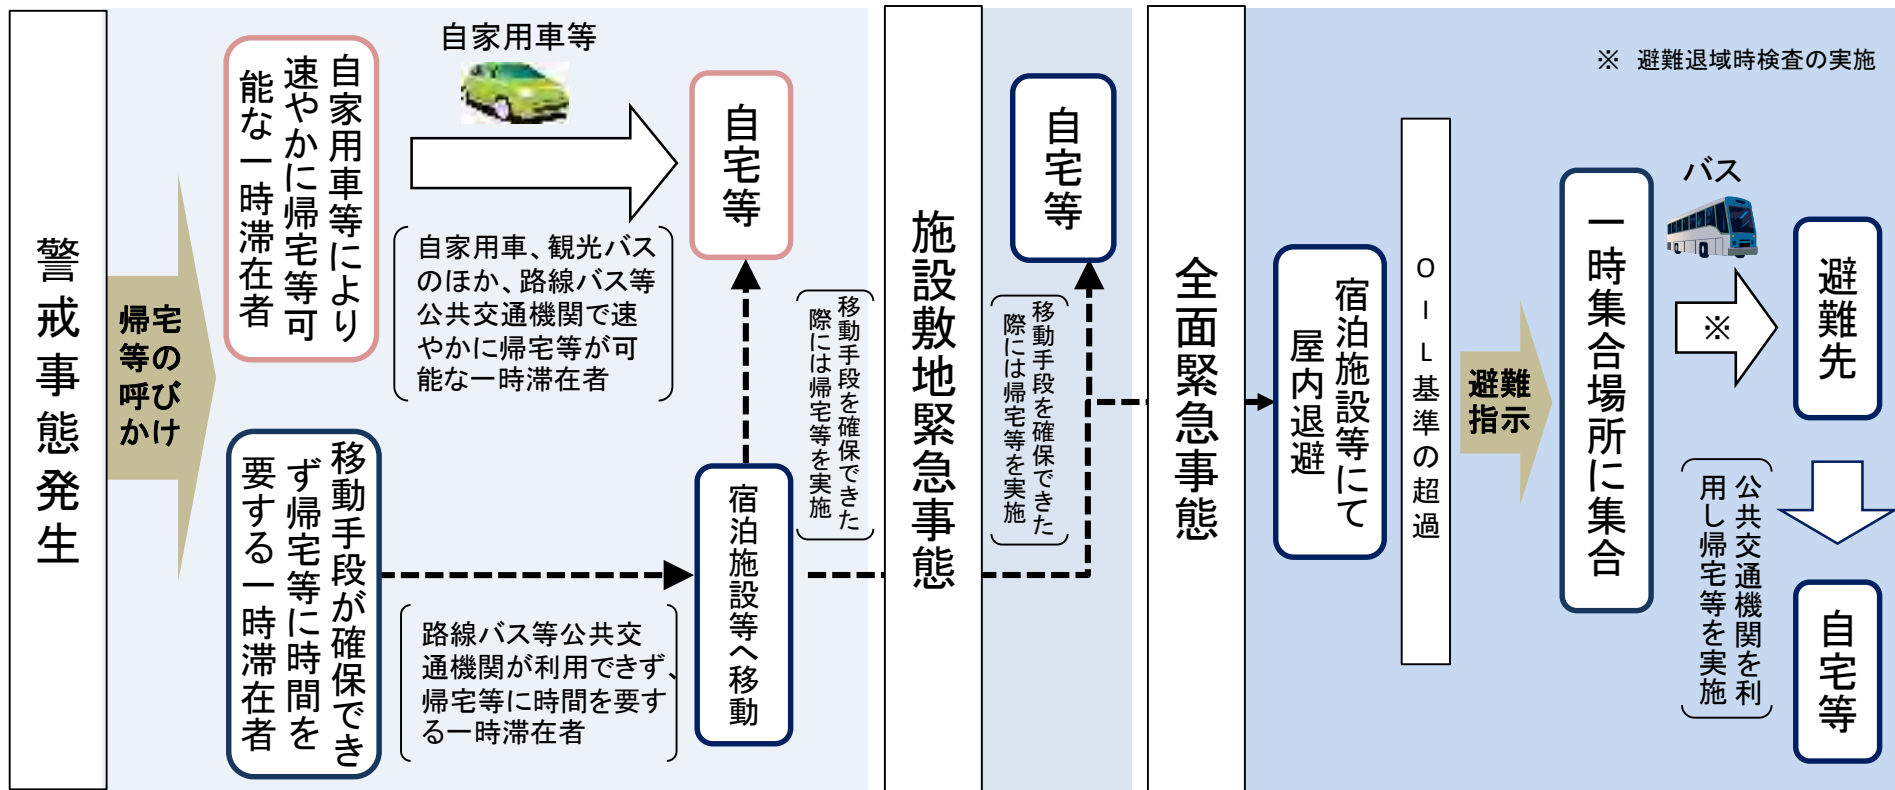 警戒事態発生
帰宅
等の
呼び
かけ
自家用車等により
速やかに帰宅等可
能な一時滞在者
自家用車等
自家用車、観光バス
のほか、路線バス等
公共交通機関で速
やかに帰宅等が可
能な一時滞在者
自宅等
移動手段が確保でき
ず帰宅等に時間を
要する一時滞在者
路線バス等公共交
通機関が利用できず、
帰宅等に時間を要す
る一時滞在者
宿泊施設等へ移動
移動手段を確保できた
際には帰宅等を実施
施設敷地緊急事態
自宅等
移動手段を確保できた
際には帰宅等を実施
全面緊急事態
宿泊施設等にて
屋内退避
OIL基準の超過
避難
指示
一時集合場所に集合
※ 避難退域時検査の実施
バス
※
避難先
公共交通機関を利
用し帰宅等を実施
自宅等